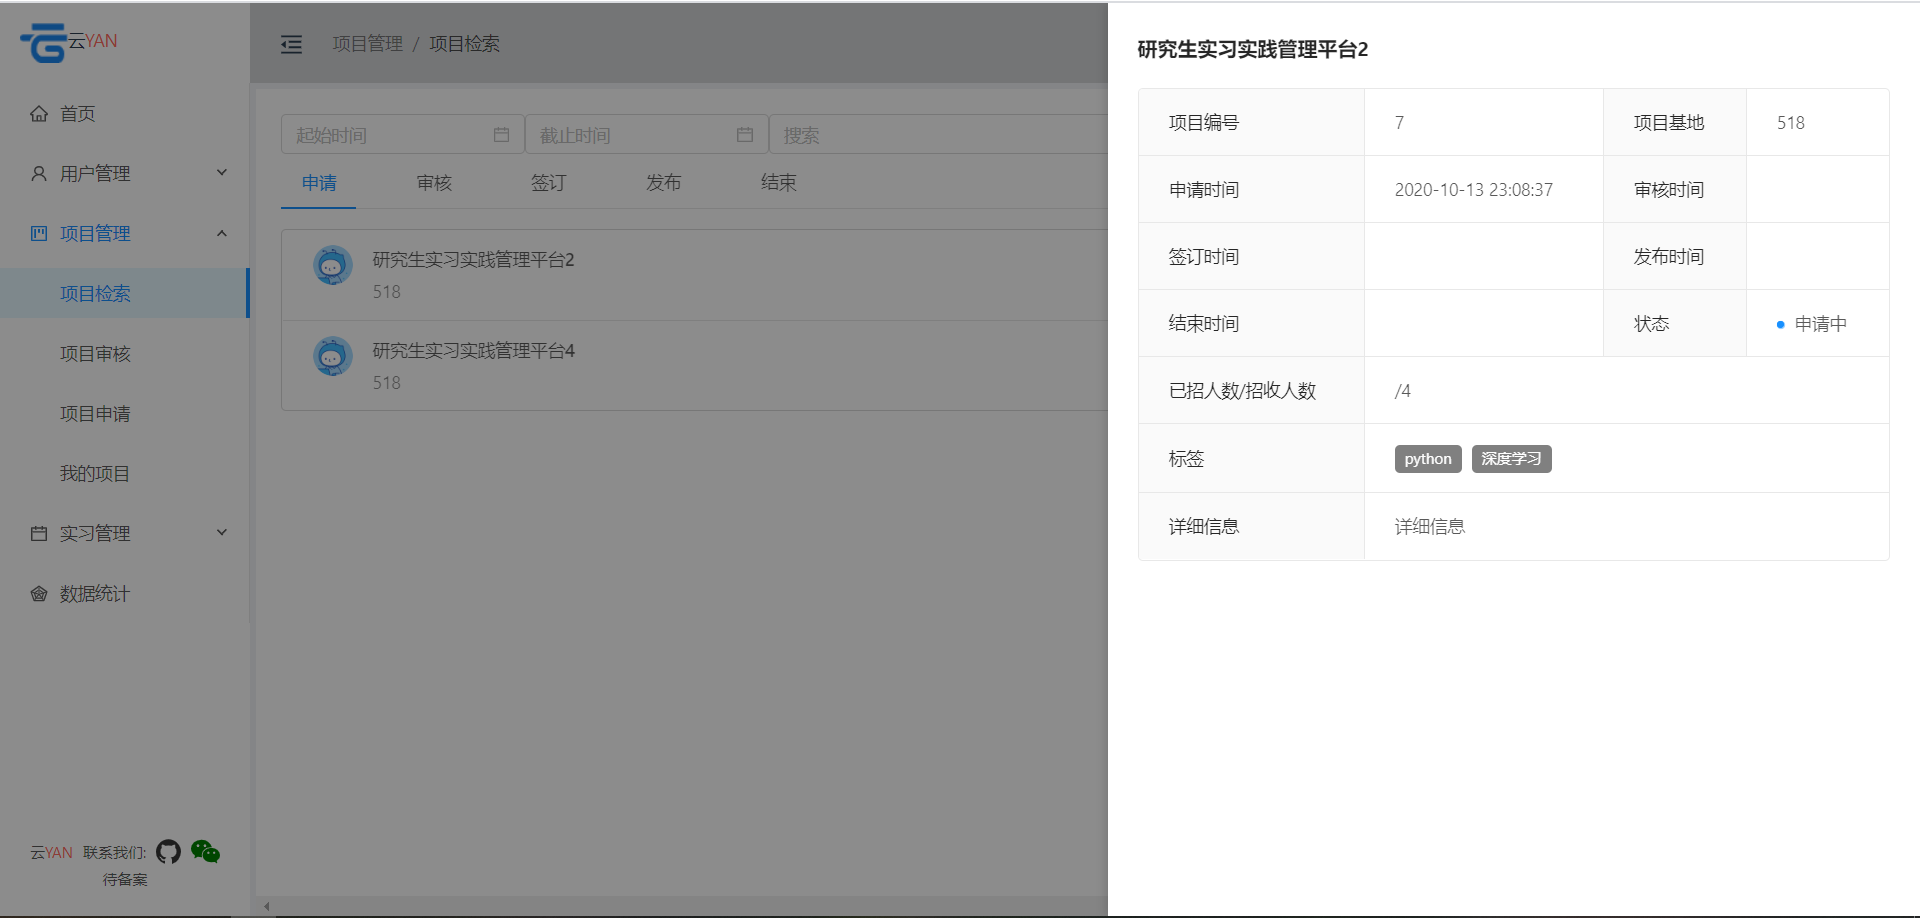 云YAN
首页
用户管理
项目管理
项目检索
项目审核
项目申请
我的项目
实习管理
数据统计
云YAN 联系我们:
待备案
项目管理 / 项目检索
起始时间 截止时间 搜索
申请 审核 签订 发布 结束
研究生实习实践管理平台2
518
研究生实习实践管理平台4
518
研究生实习实践管理平台2
项目编号 7 项目基地 518
申请时间 2020-10-13 23:08:37 审核时间
签订时间 发布时间
结束时间 状态 申请中
已招人数/招收人数 /4
标签 python 深度学习
详细信息 详细信息